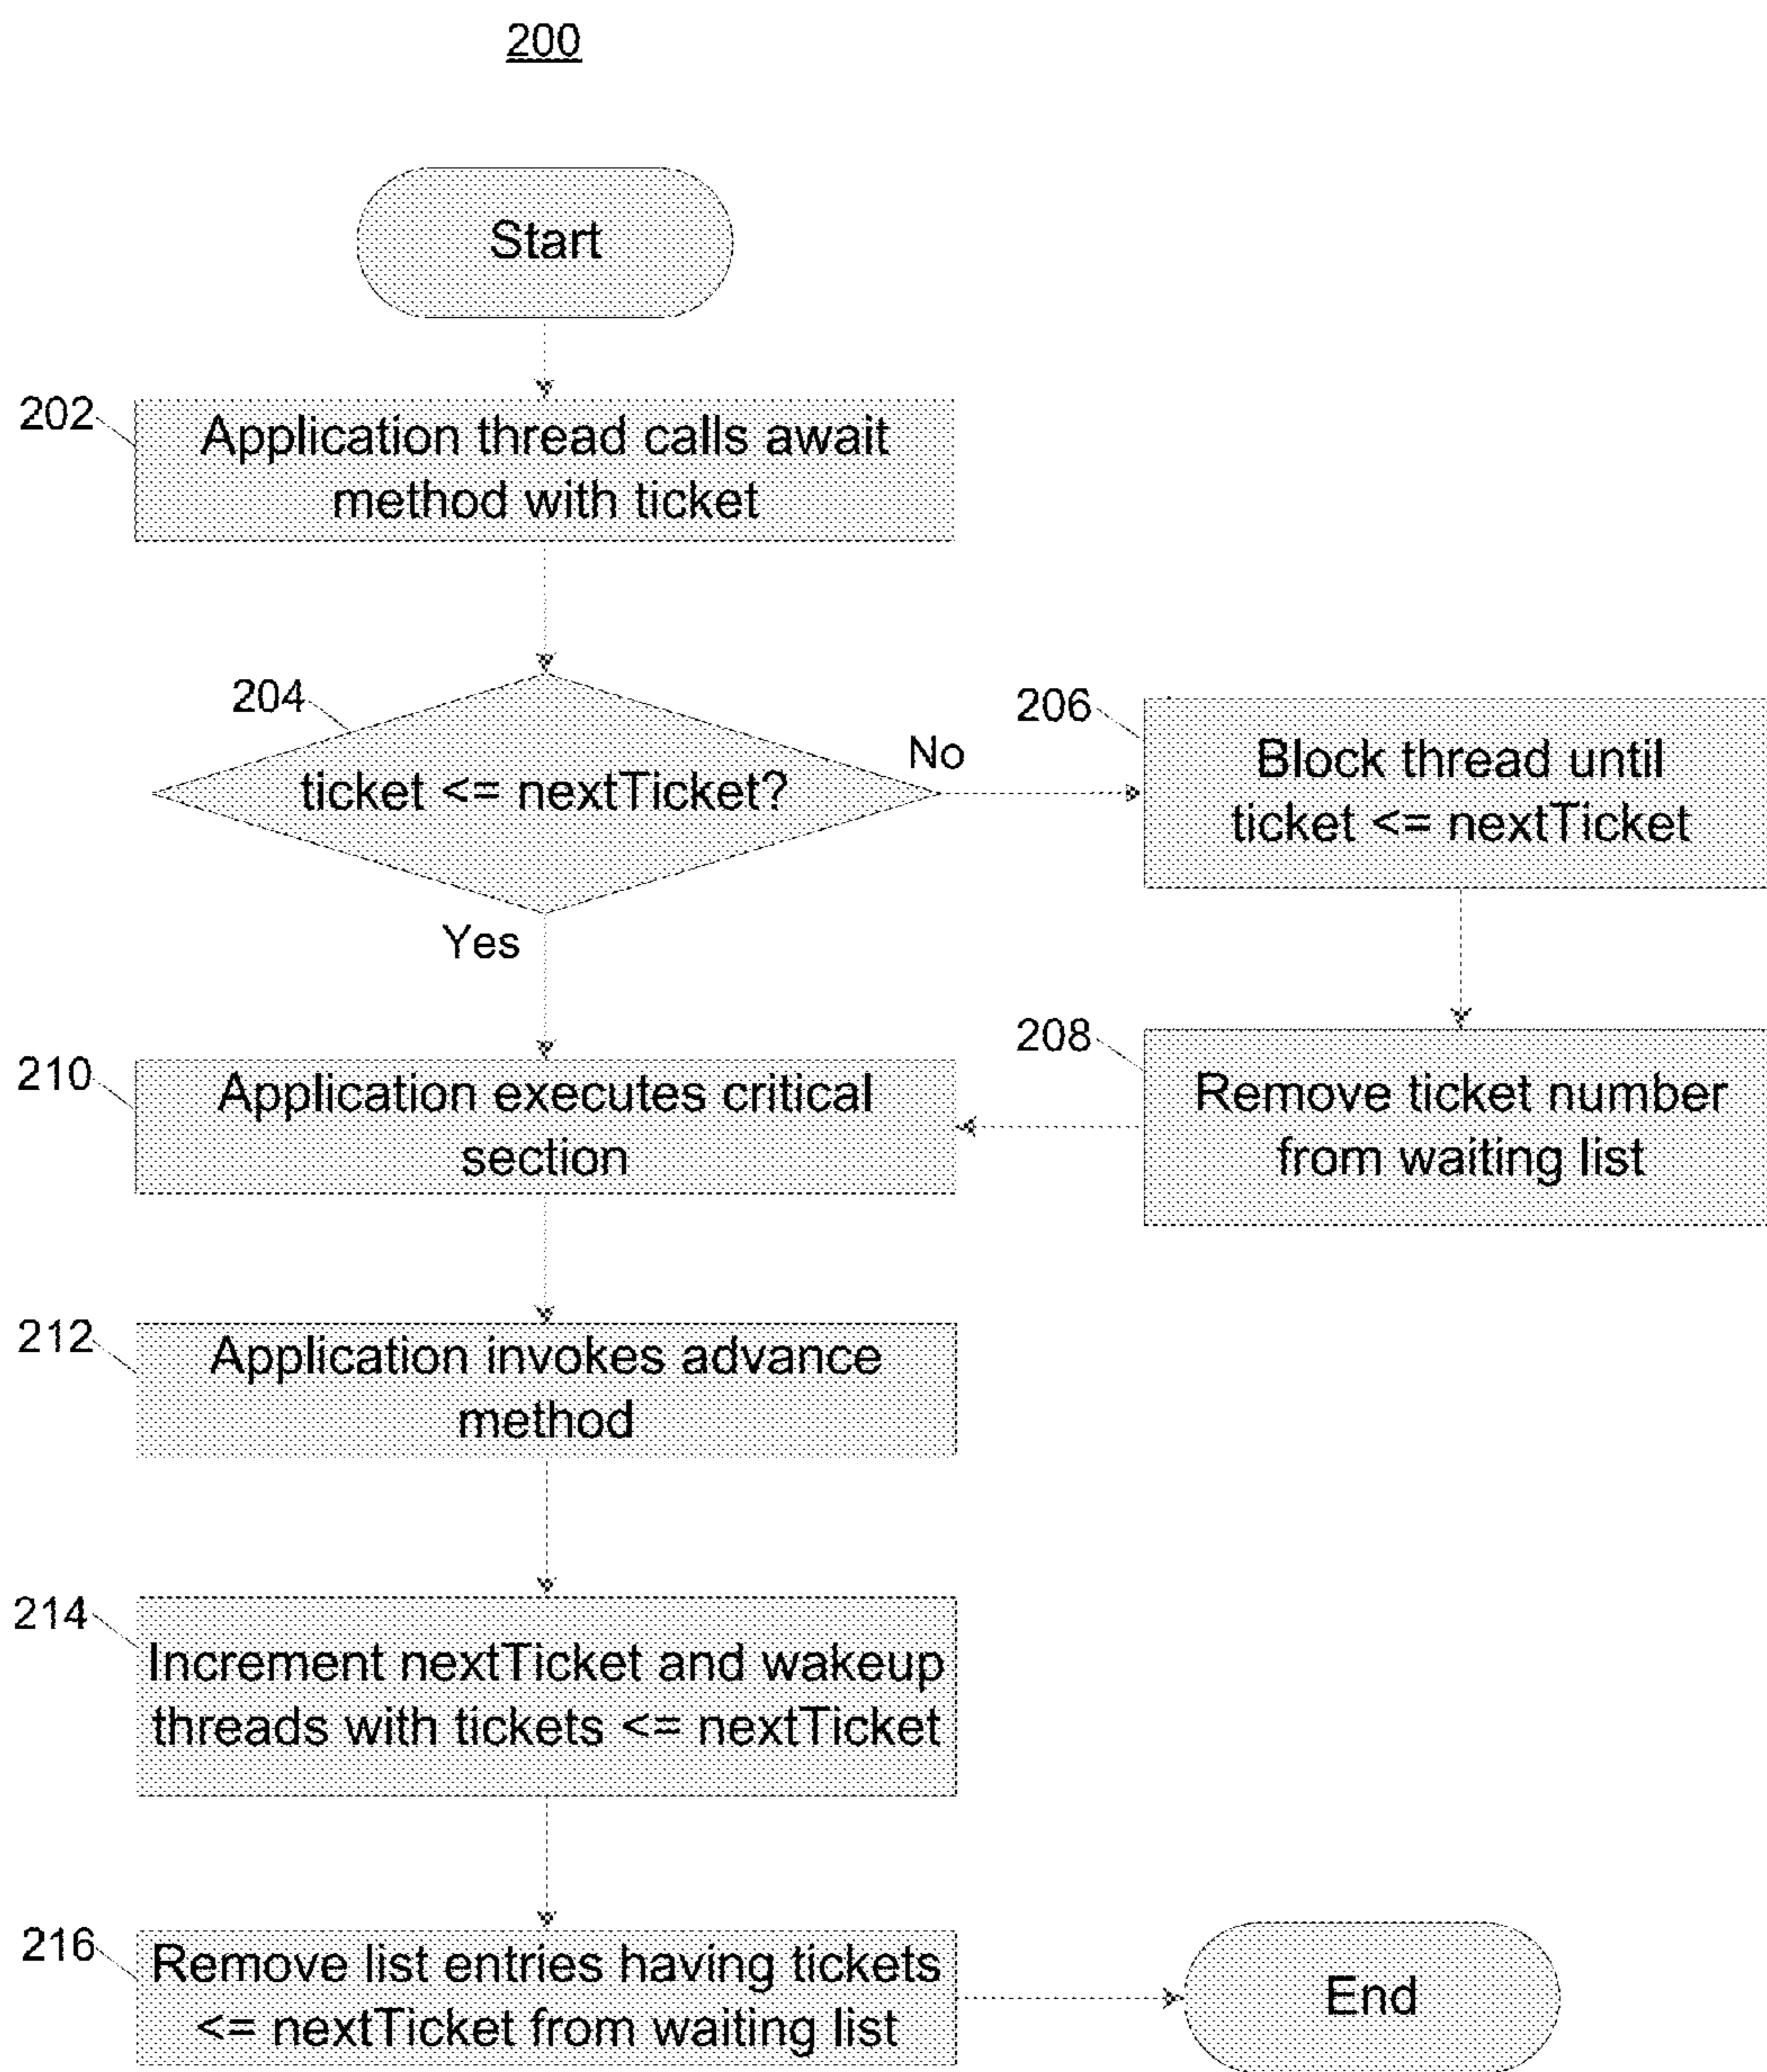 200
Start
202
Application thread calls await
method with ticket
204
ticket <= nextTicket?
No
Yes
206
Block thread until
ticket <= nextTicket
208
Remove ticket number
from waiting list
210
Application executes critical
section
212
Application invokes advance
method
214
Increment nextTicket and wakeup
threads with tickets <= nextTicket
216
Remove list entries having tickets
<= nextTicket from waiting list
End